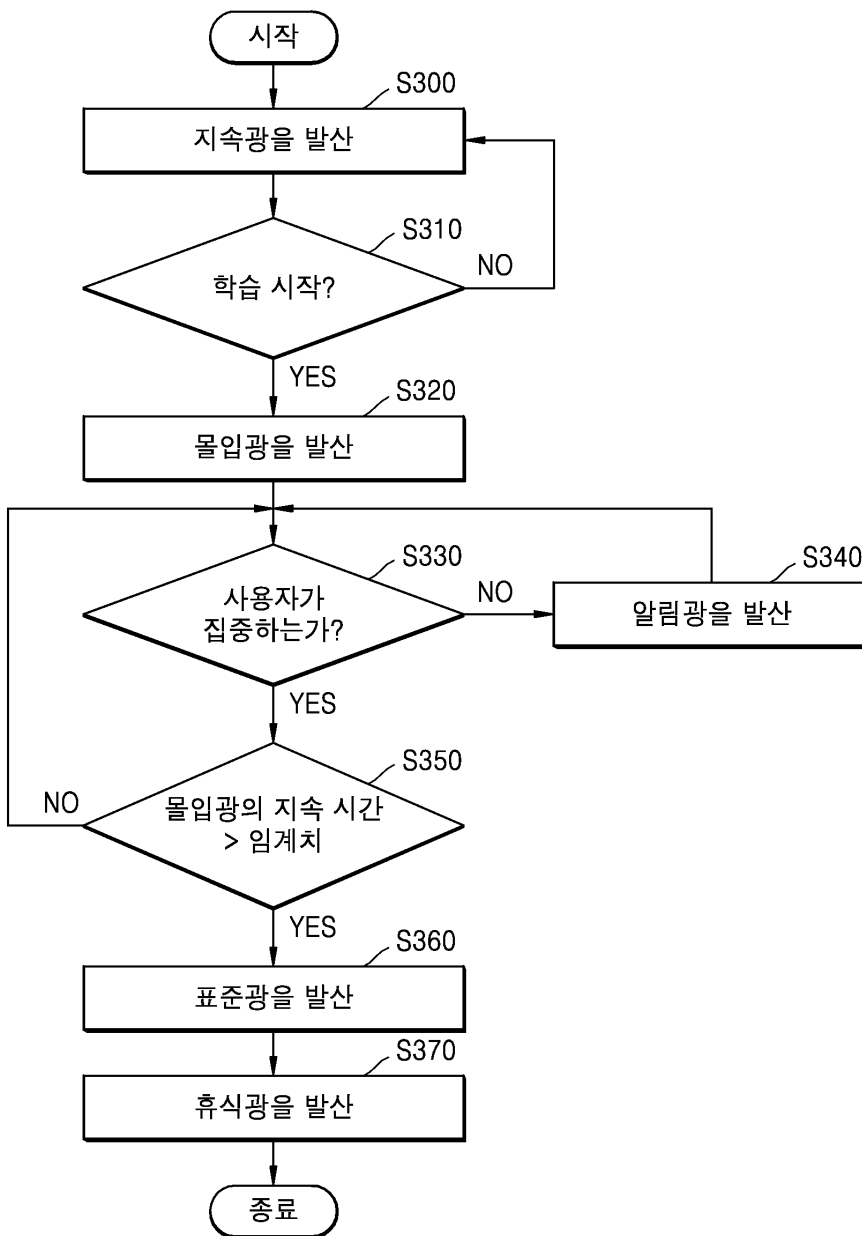 시작
S300
지속광을 발산
S310
학습 시작?
NO
YES
S320
몰입광을 발산
S330
사용자가
집중하는가?
NO
S340
알림광을 발산
YES
S350
몰입광의 지속 시간
> 임계치
NO
YES
S360
표준광을 발산
S370
휴식광을 발산
종료